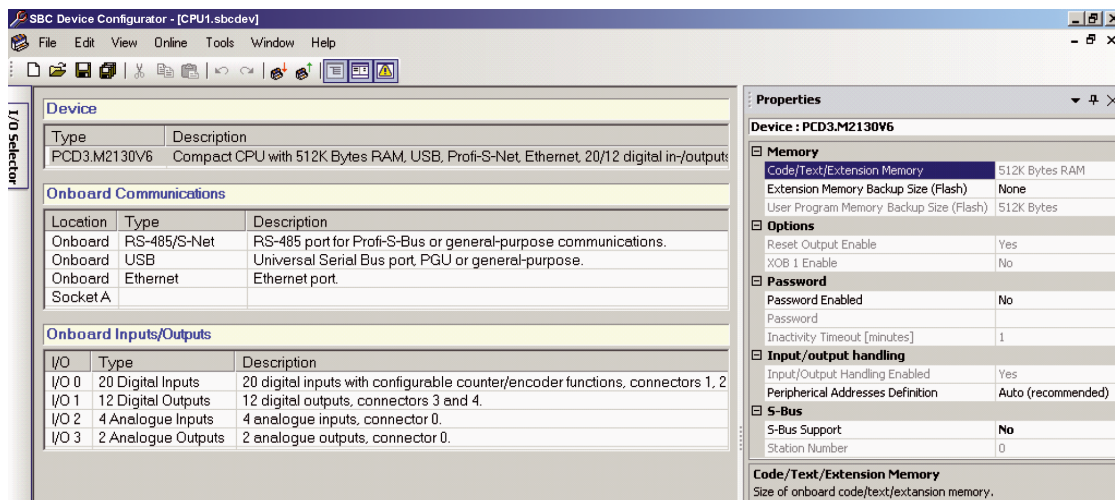 SBC Device Configurator - [CPU1.sbcdev]
File Edit View Online Tools Window Help
I/O Selector
Device
Type Description
PCD3.M2130V6 Compact CPU with 512K Bytes RAM, USB, Profi-S-Net, Ethernet, 20/12 digital in-/outputs
Onboard Communications
Location Type Description
Onboard RS-485/S-Net RS-485 port for Profi-S-Bus or general-purpose communications.
Onboard USB Universal Serial Bus port, PGU or general-purpose.
Onboard Ethernet Ethernet port.
Socket A
Onboard Inputs/Outputs
I/O Type Description
I/O 0 20 Digital Inputs 20 digital inputs with configurable counter/encoder functions, connectors 1, 2
I/O 1 12 Digital Outputs 12 digital outputs, connectors 3 and 4.
I/O 2 4 Analogue Inputs 4 analogue inputs, connector 0.
I/O 3 2 Analogue Outputs 2 analogue outputs, connector 0.
Properties
Device : PCD3.M2130V6
Memory
Code/Text/Extension Memory 512K Bytes RAM
Extension Memory Backup Size (Flash) None
User Program Memory Backup Size (Flash) 512K Bytes
Options
Reset Output Enable Yes
XOB 1 Enable No
Password
Password Enabled No
Password
Inactivity Timeout [minutes] 1
Input/output handling
Input/Output Handling Enabled Yes
Peripherical Addresses Definition Auto (recommended)
S-Bus
S-Bus Support No
Station Number 0
Code/Text/Extension Memory
Size of onboard code/text/extansion memory.